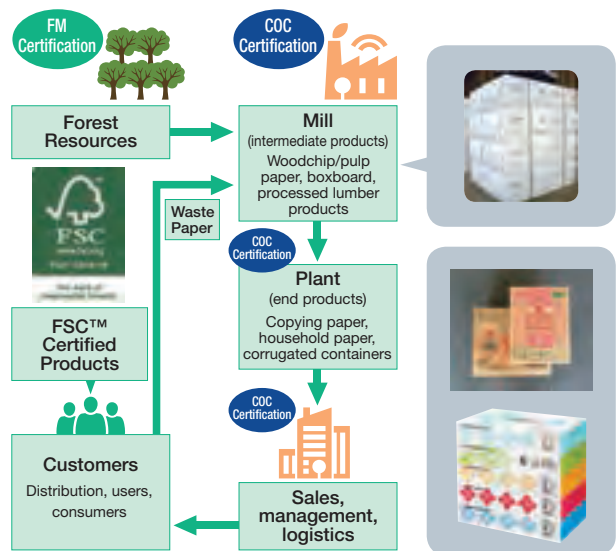 FM
Certification
COC
Certification
Forest
Resources
Mill
(intermediate products)
Woodchip/pulp
paper, boxboard,
processed lumber
products
Waste
Paper
FSC
COC
Certification
Plant
(end products)
Copying paper,
household paper,
corrugated containers
FSC™
Certified
Products
COC
Certification
Customers
Distribution, users,
consumers
Sales,
management,
logistics